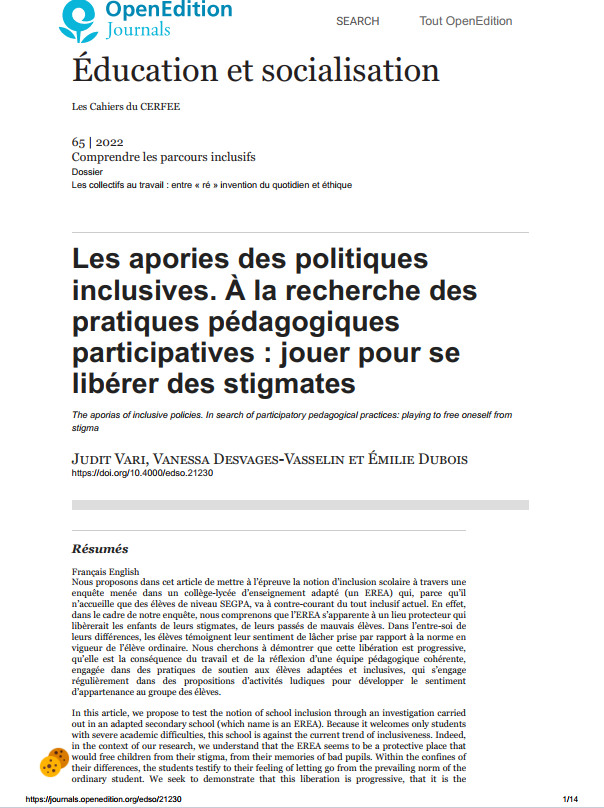 OpenEdition
Journals
SEARCH Tout OpenEdition
Éducation et socialisation
Les Cahiers du CERFEE
65 | 2022
Comprendre les parcours inclusifs
Dossier
Les collectifs au travail : entre « ré » invention du quotidien et éthique
Les apories des politiques
inclusives. À la recherche des
pratiques pédagogiques
participatives : jouer pour se
libérer des stigmates
The aporias of inclusive policies. In search of participatory pedagogical practices: playing to free oneself from
stigma
Judit Vari, Vanessa Desvages-Vasselin et Émilie Dubois
https://doi.org/10.4000/edso.21230
Résumés
Français English
Nous proposons dans cet article de mettre à l'épreuve la notion d'inclusion scolaire à travers une
enquête menée dans un collège-lycée d'enseignement adapté (un EREA) qui, parce qu'il
n'accueille que des élèves de niveau SEGPA, va à contre-courant du tout inclusif actuel. En effet,
dans le cadre de notre enquête, nous comprenons que l'EREA s'apparente à un lieu protecteur qui
libèrerait les enfants de leurs stigmates, de leurs passés de mauvais élèves. Dans l'entre-soi de
leurs différences, les élèves témoignent leur sentiment de lâcher prise par rapport à la norme en
vigueur de l'élève ordinaire. Nous cherchons à démontrer que cette libération est progressive,
qu'elle est la conséquence du travail et de la réflexion d'une équipe pédagogique cohérente,
engagée dans des pratiques de soutien aux élèves adaptées et inclusives, qui s'engage
régulièrement dans des propositions d'activités ludiques pour développer le sentiment
d'appartenance au groupe des élèves.
In this article, we propose to test the notion of school inclusion through an investigation carried
out in an adapted secondary school (which name is an EREA). Because it welcomes only students
with severe academic difficulties, this school is against the current trend of inclusiveness. Indeed,
in the context of our research, we understand that the EREA seems to be a protective place that
would free children from their stigma, from their memories of bad pupils. Within the confines of
their differences, the students testify to their feeling of letting go from the prevailing norm of the
ordinary student. We seek to demonstrate that this liberation is progressive, that it is the
https://journals.openedition.org/edso/21230 1/14